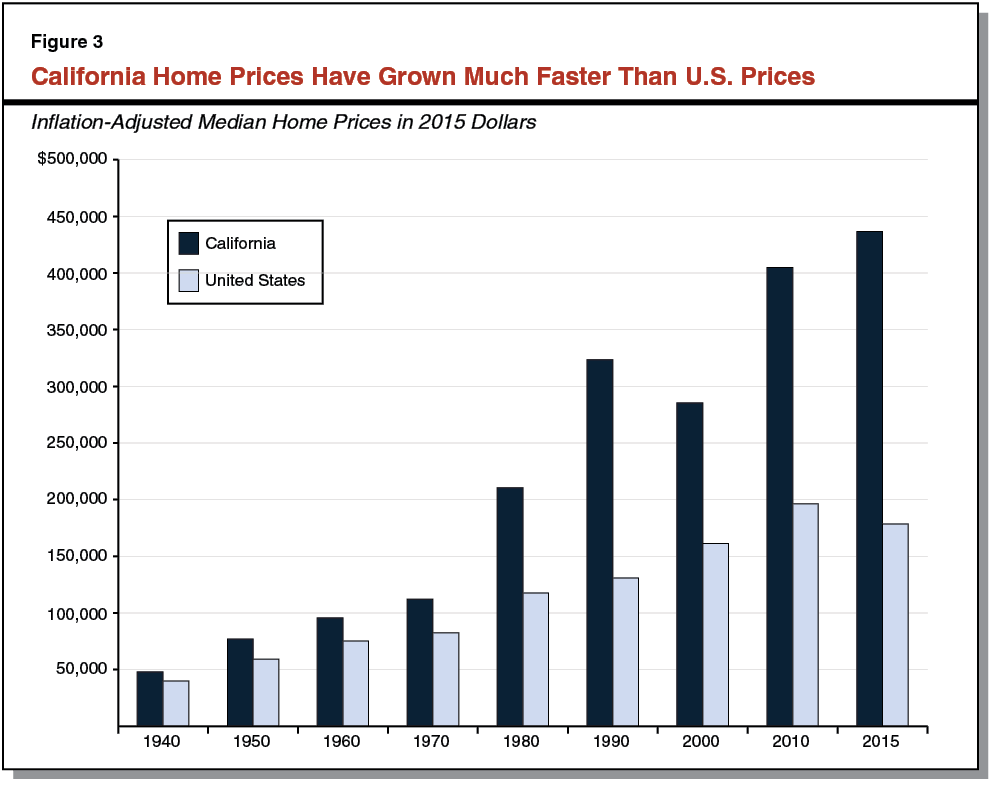 Figure 3
California Home Prices Have Grown Much Faster Than U.S. Prices
Inflation-Adjusted Median Home Prices in 2015 Dollars
$500,000
450,000
400,000
350,000
300,000
250,000
200,000
150,000
100,000
50,000
California
United States
1940 1950 1960 1970 1980 1990 2000 2010 2015